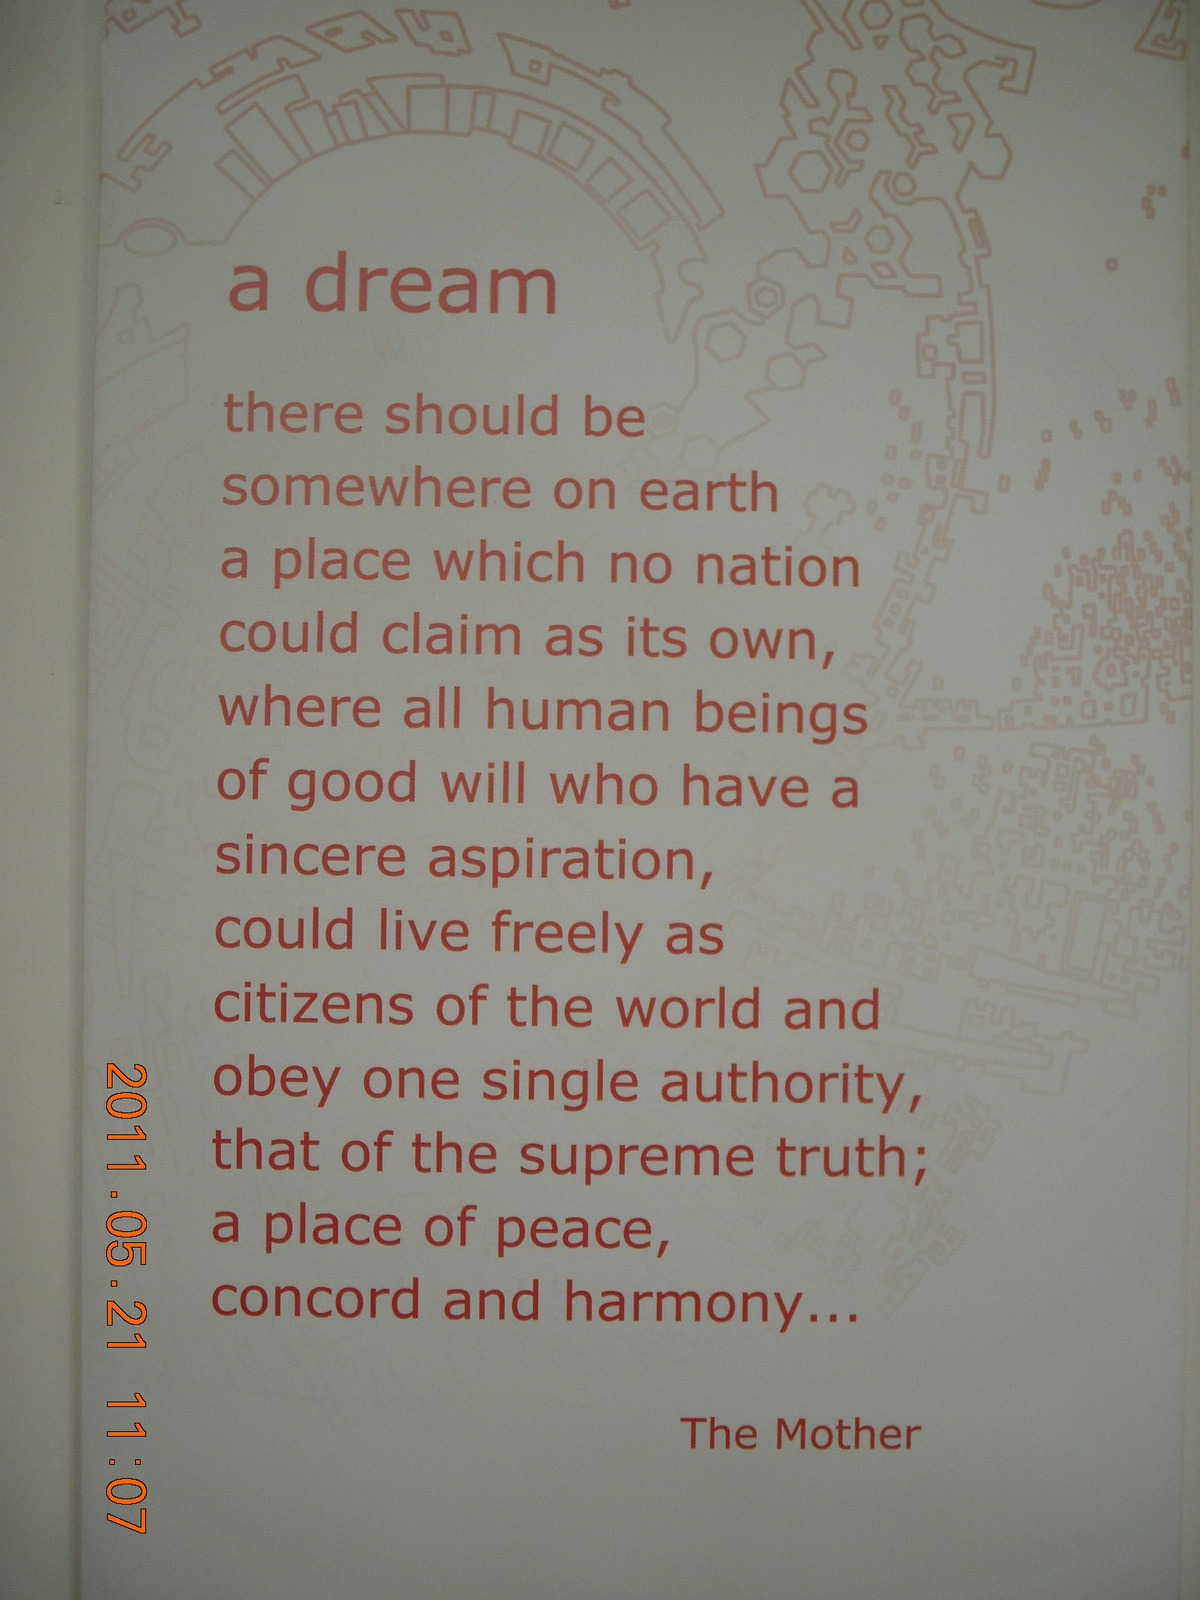 a dream
there should be
somewhere on earth
a place which no nation
could claim as its own,
where all human beings
of good will who have a
sincere aspiration,
could live freely as
citizens of the world and
obey one single authority,
that of the supreme truth;
a place of peace,
concord and harmony...
The Mother
2011.05.21 11:07